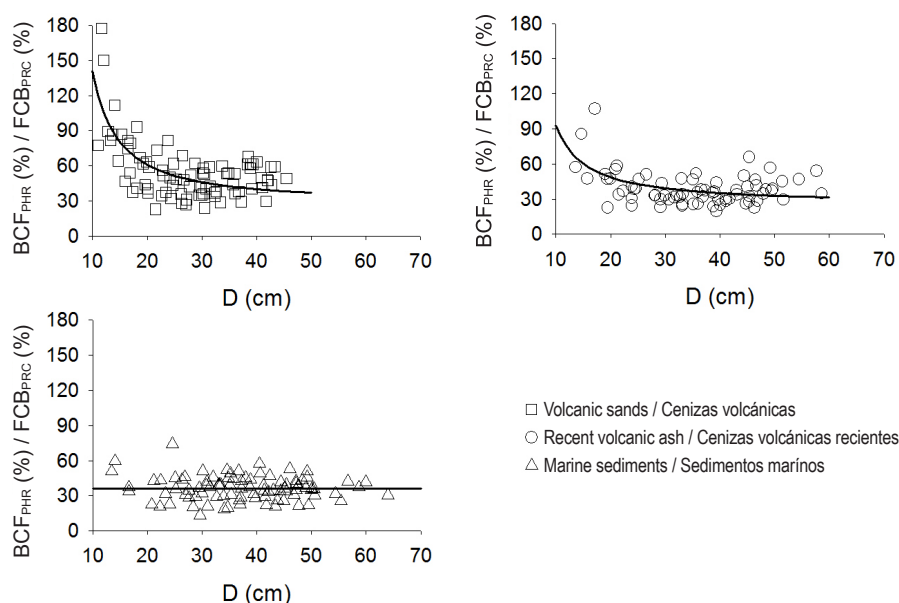 BCFPHR (%) / FCBPRC (%)
180
150
120
90
60
30
0
10 20 30 40 50 60 70
D (cm)
BCFPHR (%) / FCBPRC (%)
180
150
120
90
60
30
0
10 20 30 40 50 60 70
D (cm)
BCFPHR (%) / FCBPRC (%)
180
150
120
90
60
30
0
10 20 30 40 50 60 70
D (cm)
Volcanic sands / Cenizas volcánicas
Recent volcanic ash / Cenizas volcánicas recientes
Marine sediments / Sedimentos marínos